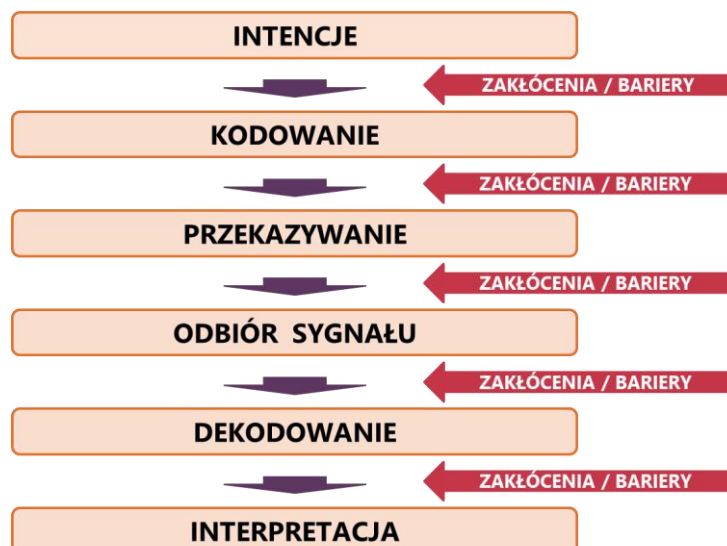 INTENCJE
ZAKŁÓCENIA / BARIERY
KODOWANIE
ZAKŁÓCENIA / BARIERY
PRZEKAZYWANIE
ZAKŁÓCENIA / BARIERY
ODBIÓR SYGNAŁU
ZAKŁÓCENIA / BARIERY
DEKODOWANIE
ZAKŁÓCENIA / BARIERY
INTERPRETACJA